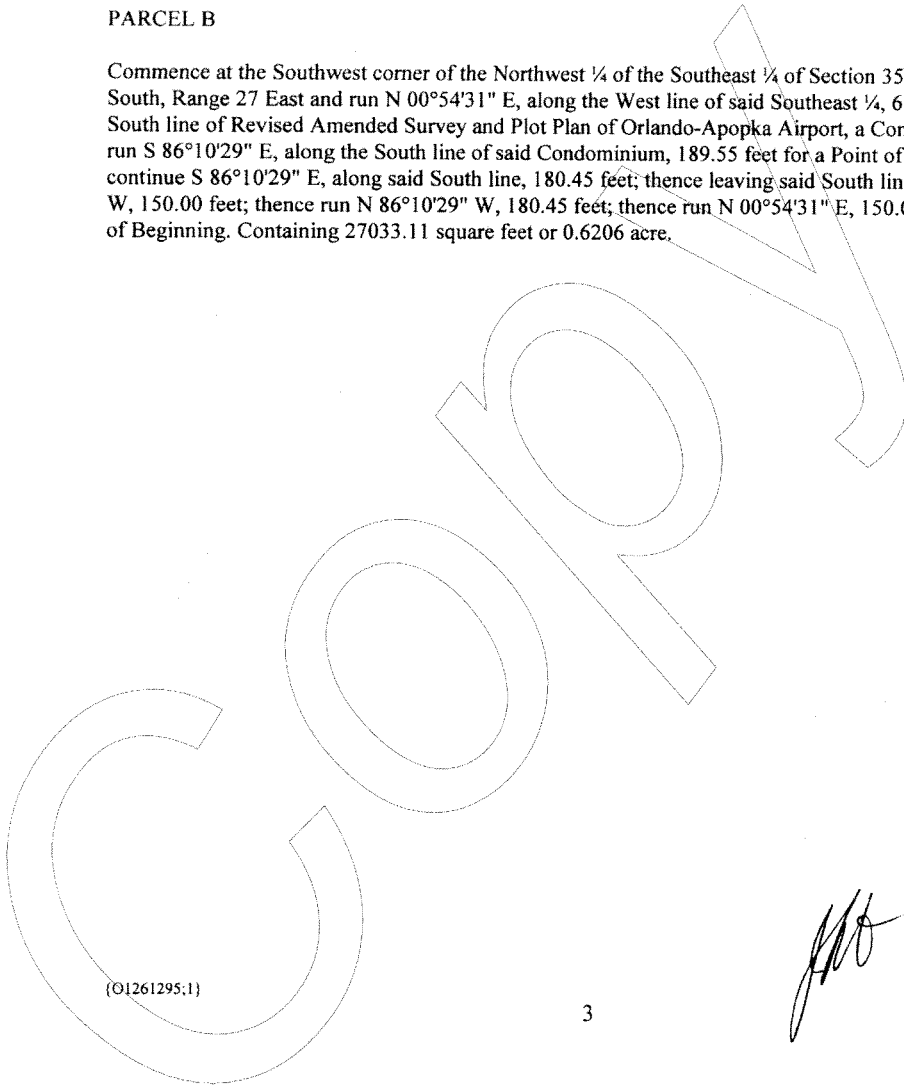 PARCEL B
Commence at the Southwest corner of the Northwest ¼ of the Southeast ¼ of Section 35
South, Range 27 East and run N 00°54'31" E, along the West line of said Southeast ¼, 6
South line of Revised Amended Survey and Plot Plan of Orlando-Apopka Airport, a Con
run S 86°10'29" E, along the South line of said Condominium, 189.55 feet for a Point of
continue S 86°10'29" E, along said South line, 180.45 feet; thence leaving said South lin
W, 150.00 feet; thence run N 86°10'29" W, 180.45 feet; thence run N 00°54'31" E, 150.0
of Beginning. Containing 27033.11 square feet or 0.6206 acre.
Copy
{O1261295;1}
3